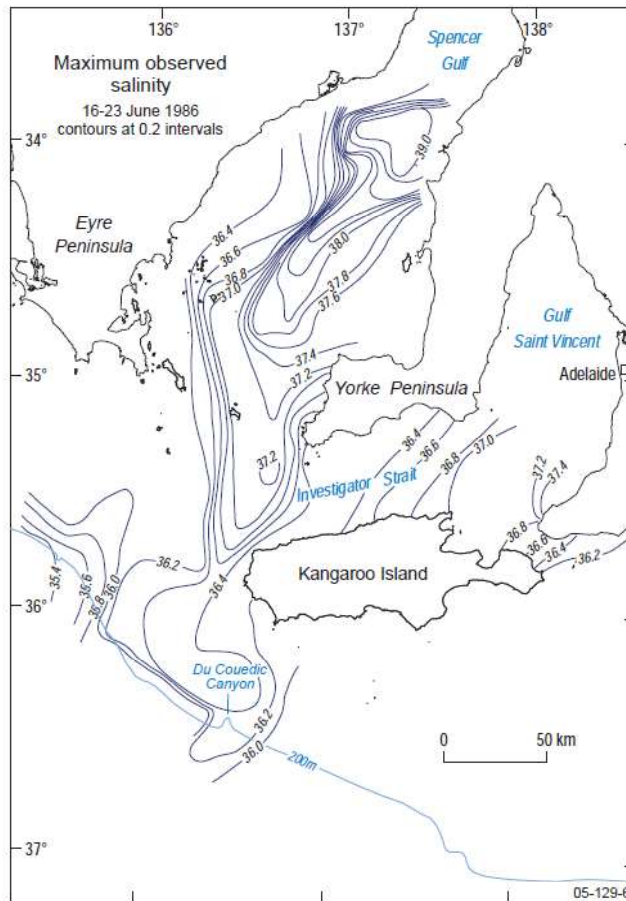 136°
137°
138°
Maximum observed
salinity
16-23 June 1986
contours at 0.2 intervals
Spencer
Gulf
34°
39.0
Eyre
Peninsula
36.4
36.6
36.8
37.0
38.0
37.8
37.6
Gulf
Saint Vincent
Adelaide
35°
37.4
37.2
Yorke Peninsula
36.4
36.6
36.8
37.0
37.2
Investigator Strait
37.2
37.4
36.8
36.6
36.4
36.2
35.4
35.6
35.8
36.0
36.2
36.4
Kangaroo Island
36°
Du Couedic
Canyon
36.2
36.0
200m
0 50 km
37°
05-129-6